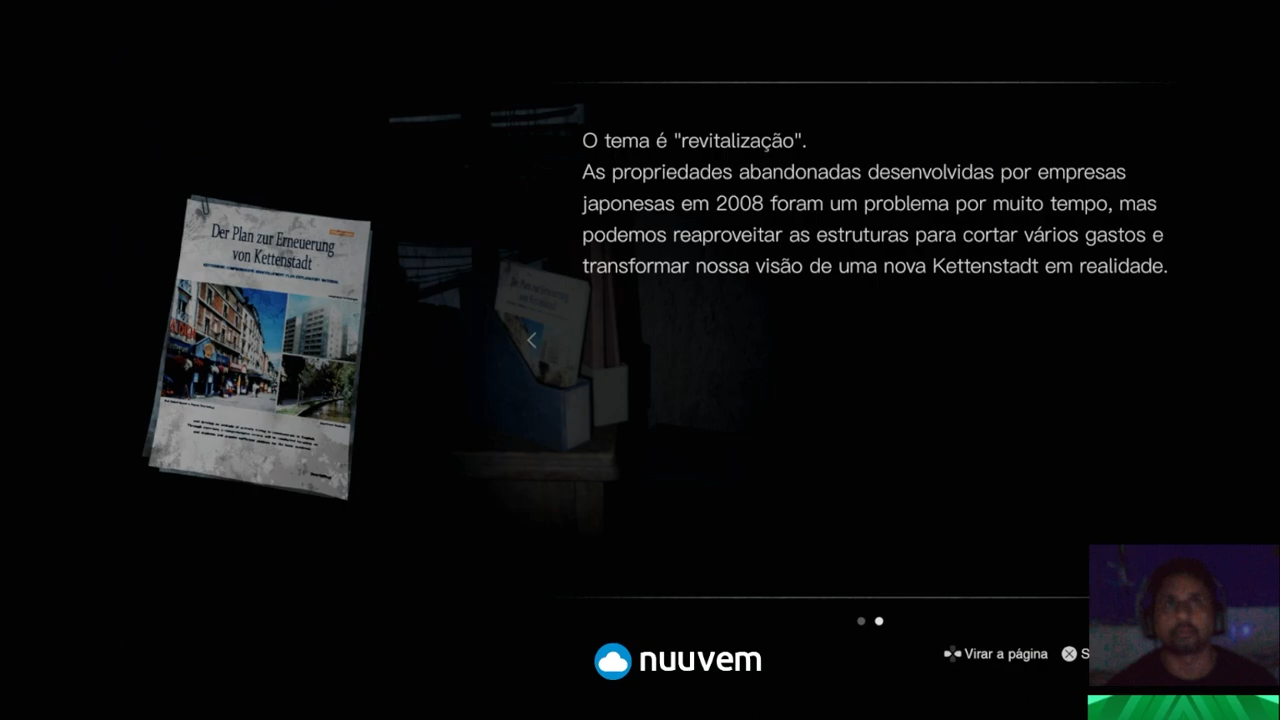 O tema é "revitalização".
As propriedades abandonadas desenvolvidas por empresas
japonesas em 2008 foram um problema por muito tempo, mas
podemos reaproveitar as estruturas para cortar vários gastos e
transformar nossa visão de uma nova Kettenstadt em realidade.
Der Plan zur Erneuerung
von Kettenstadt
nuuvem
Virar a página
S